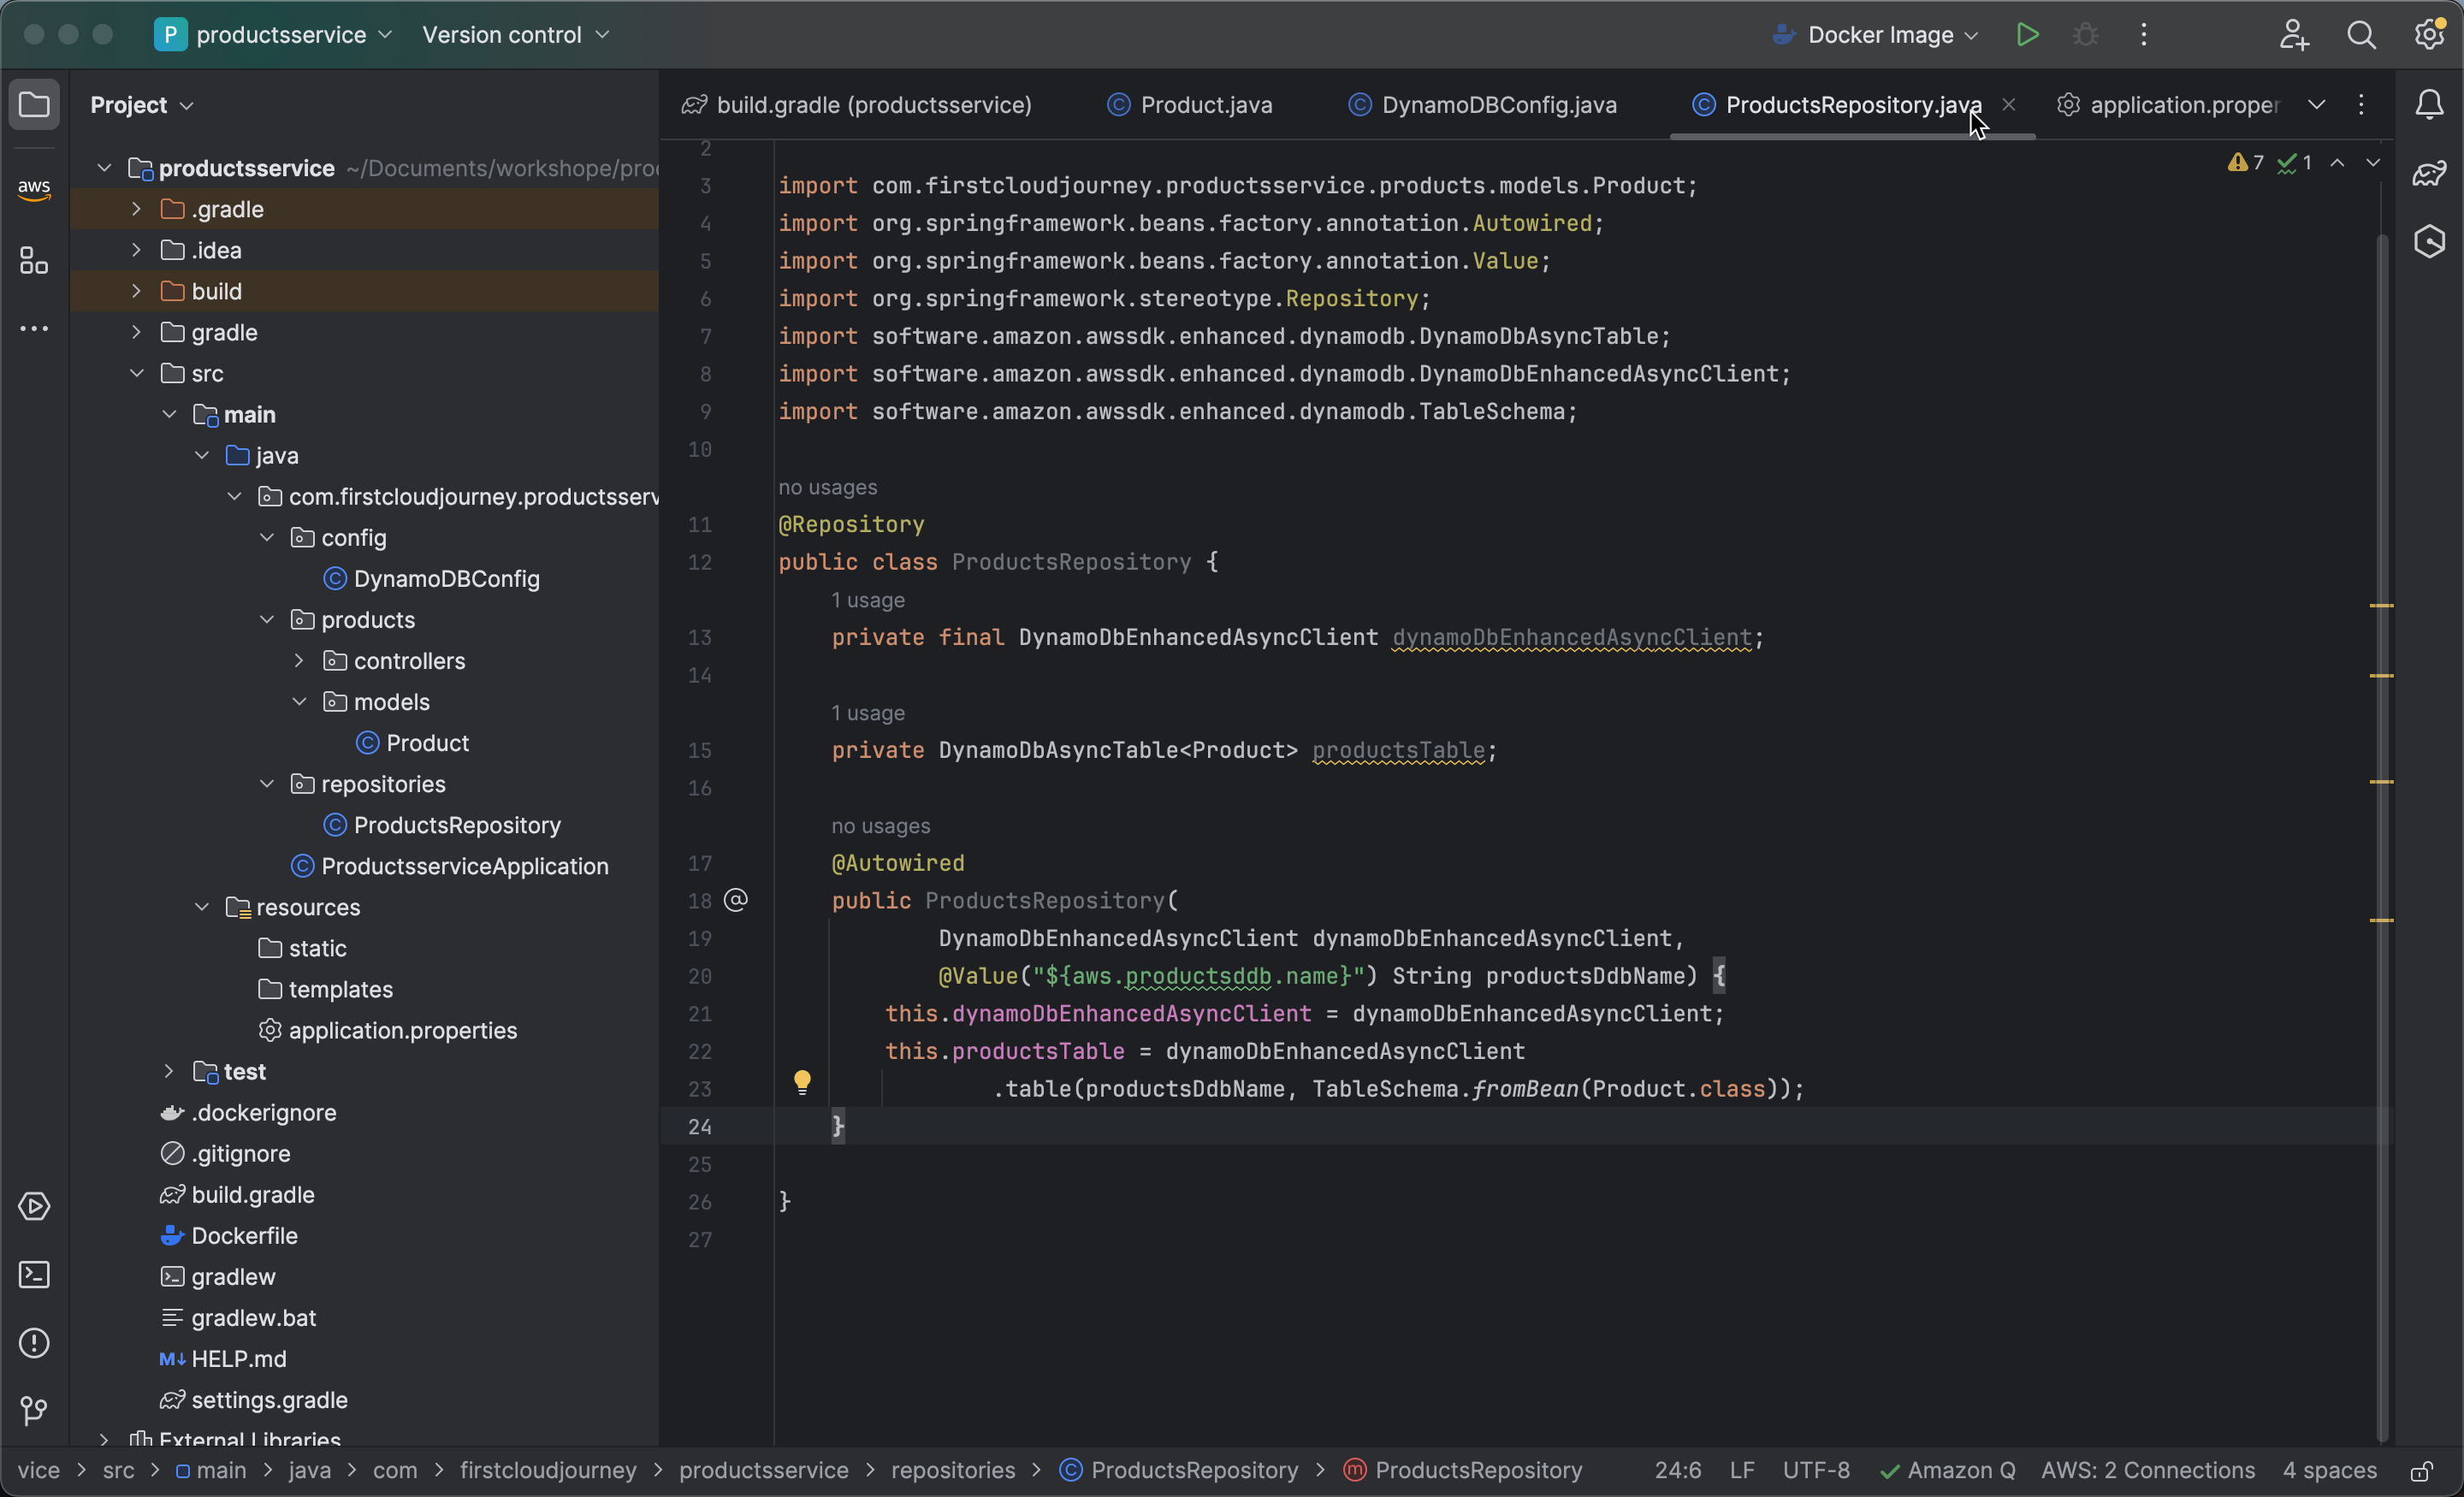 P productsservice Version control Docker Image
Project
build.gradle (productsservice) Product.java DynamoDBConfig.java ProductsRepository.java application.proper
aws
productsservice ~/Documents/workshope/pro
.gradle
.idea
build
gradle
src
main
java
com.firstcloudjourney.productsserv
config
DynamoDBConfig
products
controllers
models
Product
repositories
ProductsRepository
ProductsserviceApplication
resources
static
templates
application.properties
test
.dockerignore
.gitignore
build.gradle
Dockerfile
gradlew
gradlew.bat
M↓ HELP.md
settings.gradle
External Libraries
7 1
2
3 import com.firstcloudjourney.productsservice.products.models.Product;
4 import org.springframework.beans.factory.annotation.Autowired;
5 import org.springframework.beans.factory.annotation.Value;
6 import org.springframework.stereotype.Repository;
7 import software.amazon.awssdk.enhanced.dynamodb.DynamoDbAsyncTable;
8 import software.amazon.awssdk.enhanced.dynamodb.DynamoDbEnhancedAsyncClient;
9 import software.amazon.awssdk.enhanced.dynamodb.TableSchema;
10
no usages
11 @Repository
12 public class ProductsRepository {
1 usage
13 private final DynamoDbEnhancedAsyncClient dynamoDbEnhancedAsyncClient;
14
1 usage
15 private DynamoDbAsyncTable<Product> productsTable;
16
no usages
17 @Autowired
18 @ public ProductsRepository(
19 DynamoDbEnhancedAsyncClient dynamoDbEnhancedAsyncClient,
20 @Value("${aws.productsddb.name}") String productsDdbName) {
21 this.dynamoDbEnhancedAsyncClient = dynamoDbEnhancedAsyncClient;
22 this.productsTable = dynamoDbEnhancedAsyncClient
23 .table(productsDdbName, TableSchema.fromBean(Product.class));
24 }
25
26 }
27
vice > src > main > java > com > firstcloudjourney > productsservice > repositories > C ProductsRepository > m ProductsRepository 24:6 LF UTF-8 Amazon Q AWS: 2 Connections 4 spaces